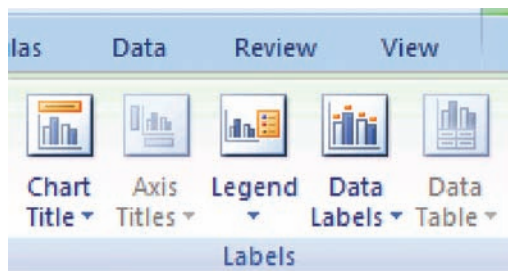 las Data Review View
Chart Title Axis Titles Legend Data Labels Data Table
Labels